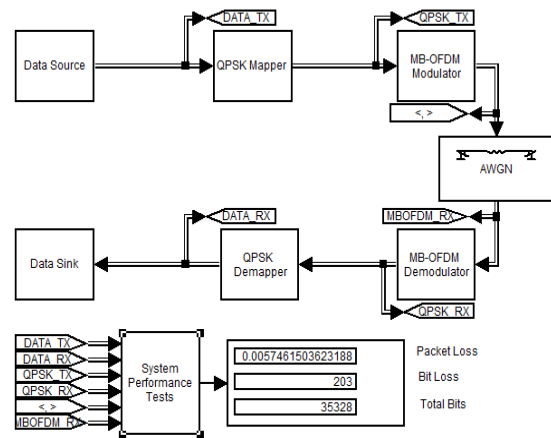 DATA_TX
QPSK_TX
Data Source
QPSK Mapper
MB-OFDM
Modulator
<, >
AWGN
DATA_RX
MBOFDM_RX
Data Sink
QPSK
Demapper
MB-OFDM
Demodulator
QPSK_RX
DATA_TX
DATA_RX
QPSK_TX
QPSK_RX
<, >
MBOFDM_RX
System
Performance
Tests
0.0057461503623188
Packet Loss
203
Bit Loss
35328
Total Bits